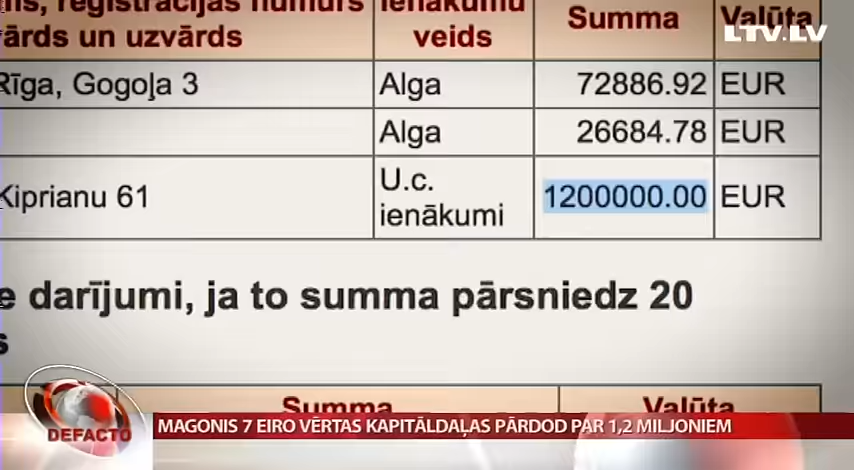 reģistrācijas numurs
ienākumu
Summa
Valūta
LTV.LV
vārds un uzvārds
veids
Rīga, Gogoļa 3
Alga
72886.92
EUR
Alga
26684.78
EUR
Kiprianu 61
U.c.
ienākumi
1200000.00
EUR
darījumi, ja to summa pārsniedz 20
Summa
Valūta
DEFACTO
MAGONIS 7 EIRO VĒRTAS KAPITĀLDAĻAS PĀRDOD PAR 1,2 MILJONIEM